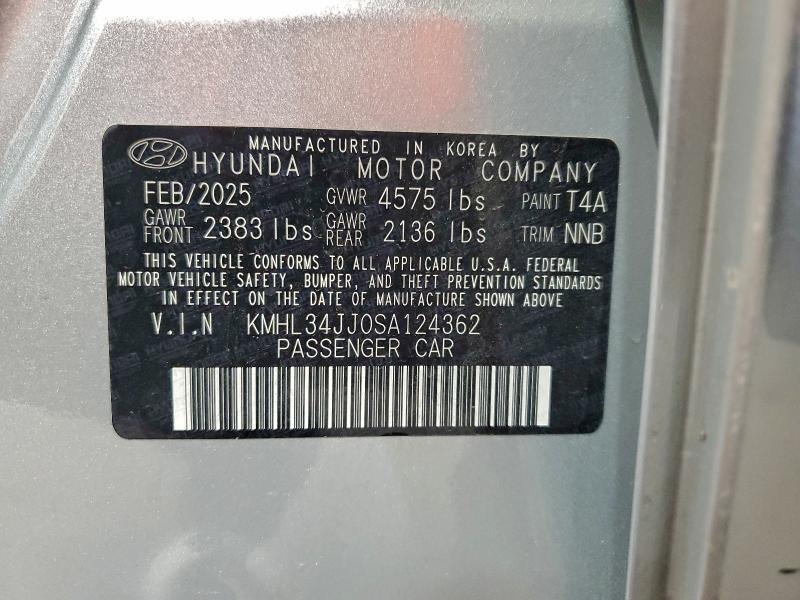 MANUFACTURED IN KOREA BY
HYUNDAI MOTOR COMPANY
FEB/2025 GVWR 4575 lbs PAINT T4A
GAWR FRONT 2383 lbs GAWR REAR 2136 lbs TRIM NNB
THIS VEHICLE CONFORMS TO ALL APPLICABLE U.S.A. FEDERAL
MOTOR VEHICLE SAFETY, BUMPER, AND THEFT PREVENTION STANDARDS
IN EFFECT ON THE DATE OF MANUFACTURE SHOWN ABOVE
V.I.N KMHL34JJ0SA124362
PASSENGER CAR